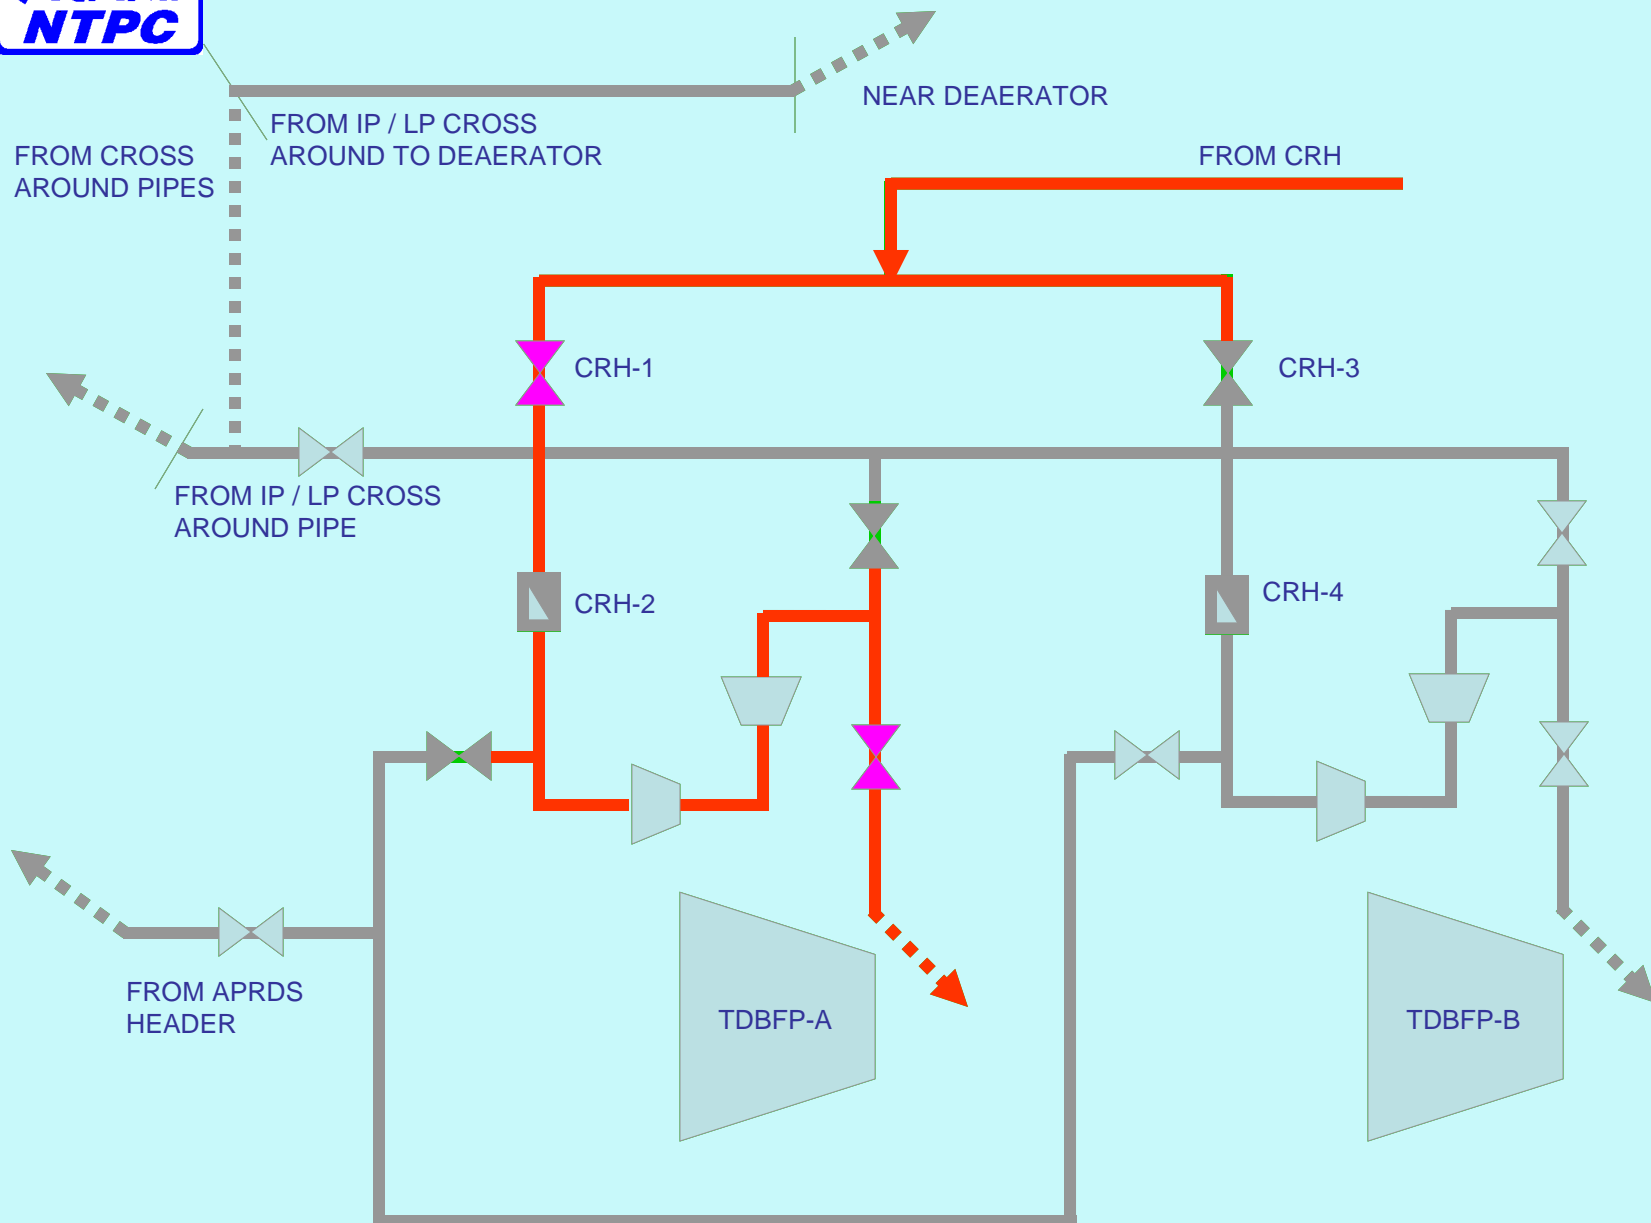 NTPC
NEAR DEAERATOR
FROM IP / LP CROSS
AROUND TO DEAERATOR
FROM CROSS
AROUND PIPES
FROM CRH
CRH-1
CRH-3
FROM IP / LP CROSS
AROUND PIPE
CRH-2
CRH-4
FROM APRDS
HEADER
TDBFP-A
TDBFP-B